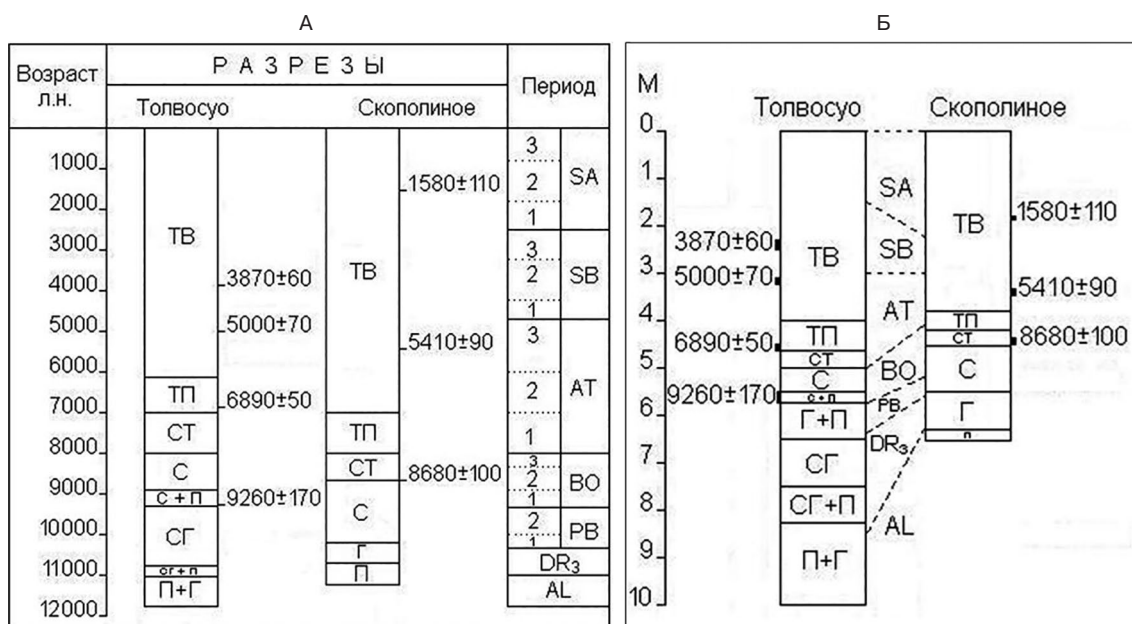 А
Б
Возраст
л.н.
Р А З Р Е З Ы
Период
Толвосуо
Скополиное
1000
2000
3000
4000
5000
6000
7000
8000
9000
10000
11000
12000
ТВ
3870±60
5000±70
ТП
6890±50
СТ
С
С + П
9260±170
СГ
СГ + П
П+Г
1580±110
ТВ
5410±90
ТП
СТ
8680±100
С
Г
П
3
2
1
SA
3
2
1
SB
3
2
1
AT
3
2
1
BO
2
1
PB
DR3
AL
М
Толвосуо
Скополиное
0
1
2
3
4
5
6
7
8
9
10
3870±60
5000±70
6890±50
9260±170
ТВ
ТП
СТ
С
С + П
Г+П
СГ
СГ+П
П+Г
SA
SB
AT
BO
PB
DR3
AL
ТВ
ТП
СТ
С
Г
П
1580±110
5410±90
8680±100